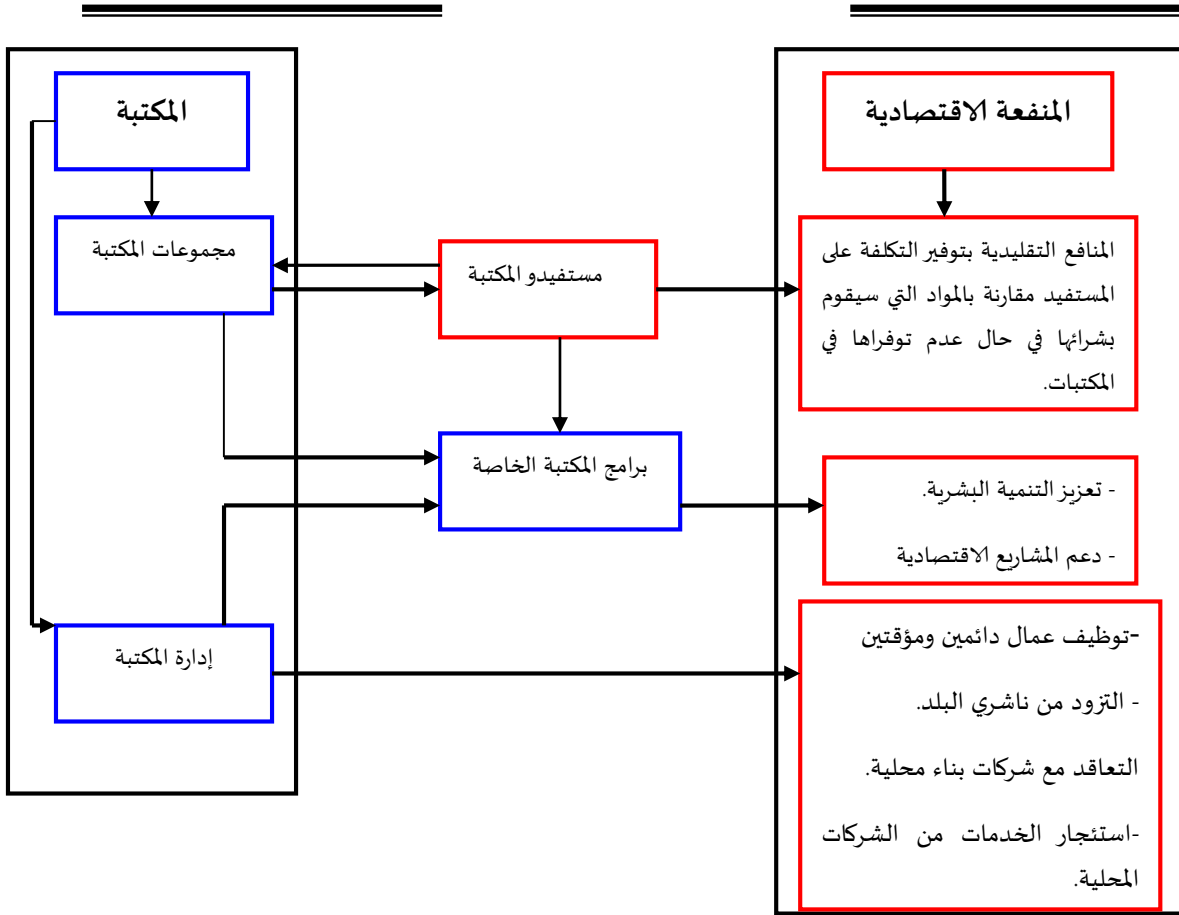 المكتبة
المنفعة الاقتصادية
مجموعات المكتبة
مستفيدو المكتبة
المنافع التقليدية بتوفير التكلفة على
المستفيد مقارنة بالمواد التي سيقوم
بشرائها في حال عدم توفراها في
المكتبات.
برامج المكتبة الخاصة
- تعزيز التنمية البشرية.
- دعم المشاريع الاقتصادية
إدارة المكتبة
-توظيف عمال دائمين ومؤقتين
- التزود من ناشري البلد.
التعاقد مع شركات بناء محلية.
-استئجار الخدمات من الشركات
المحلية.